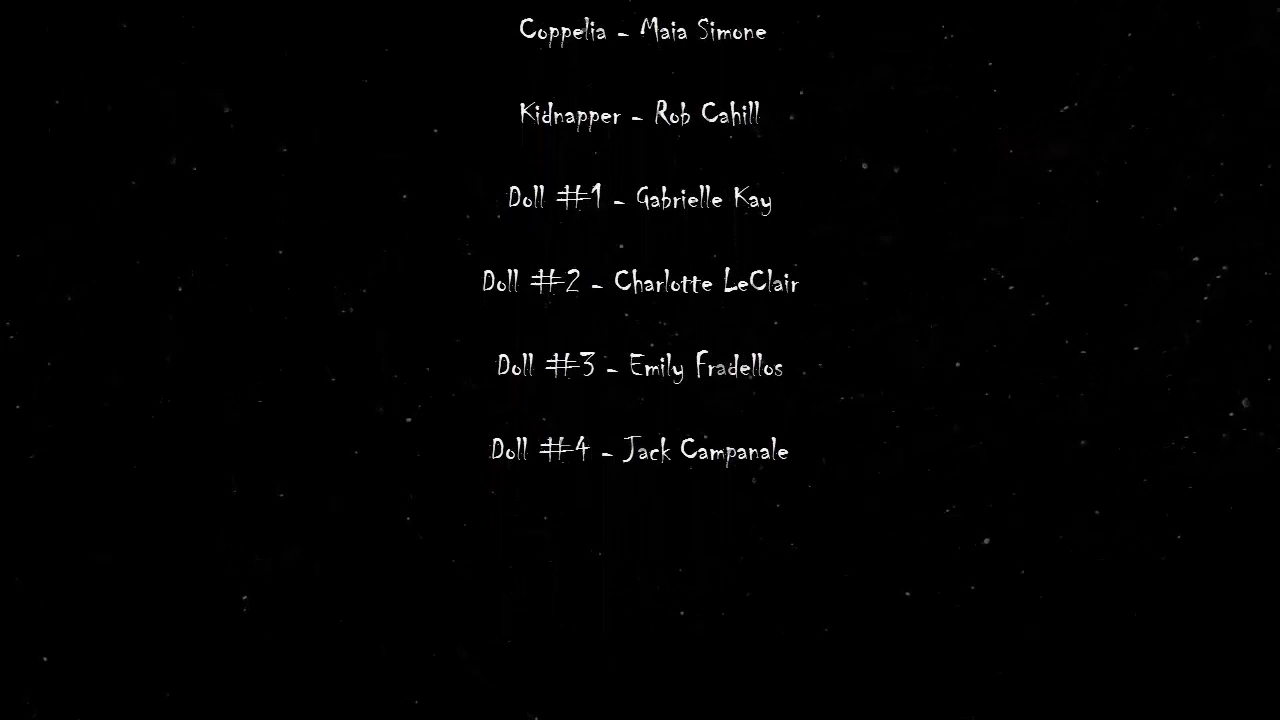 Coppelia - Maia Simone
Kidnapper - Rob Cahill
Doll #1 - Gabrielle Kay
Doll #2 - Charlotte LeClair
Doll #3 - Emily Fradellos
Doll #4 - Jack Campanale